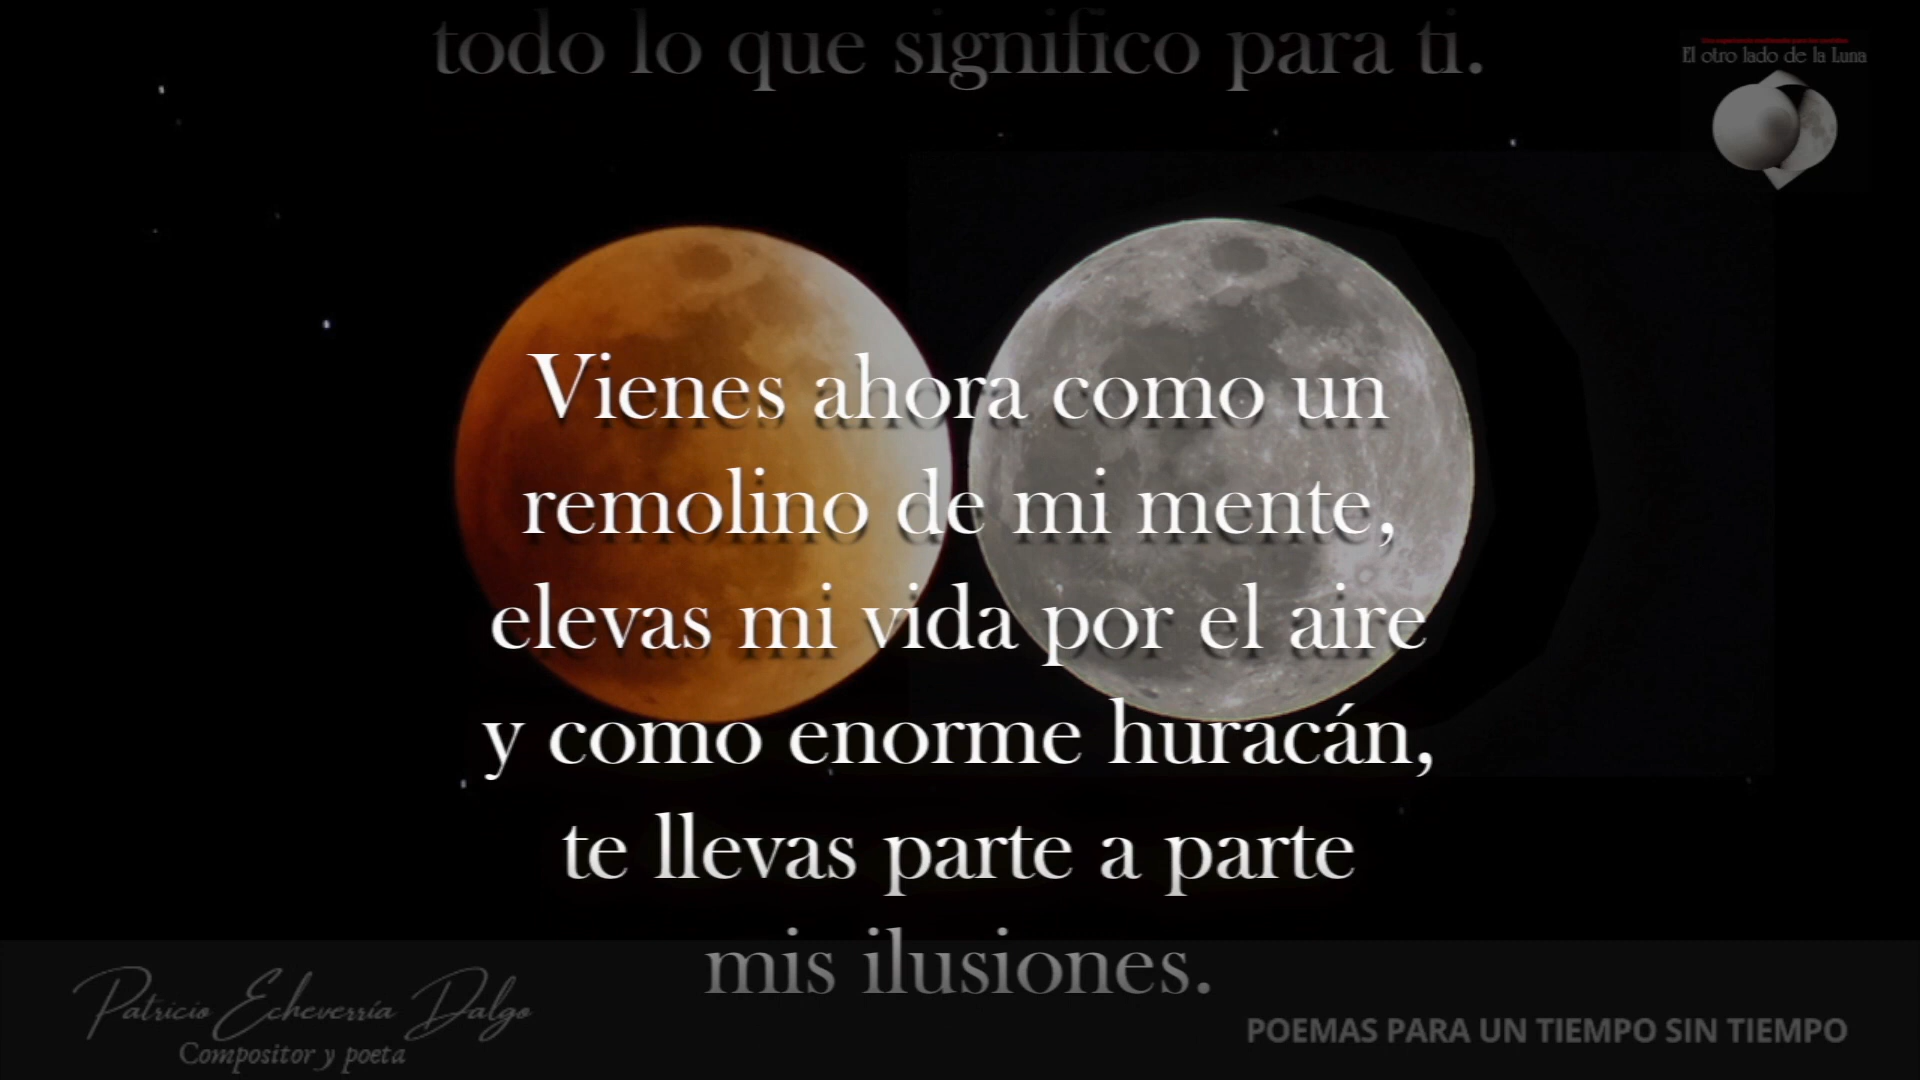 todo lo que significo para ti.
El otro lado de la Luna
Vienes ahora como un
remolino de mi mente,
elevas mi vida por el aire
y como enorme huracán,
te llevas parte a parte
mis ilusiones.
Patricio Echeverría Dalgo
Compositor y poeta
POEMAS PARA UN TIEMPO SIN TIEMPO